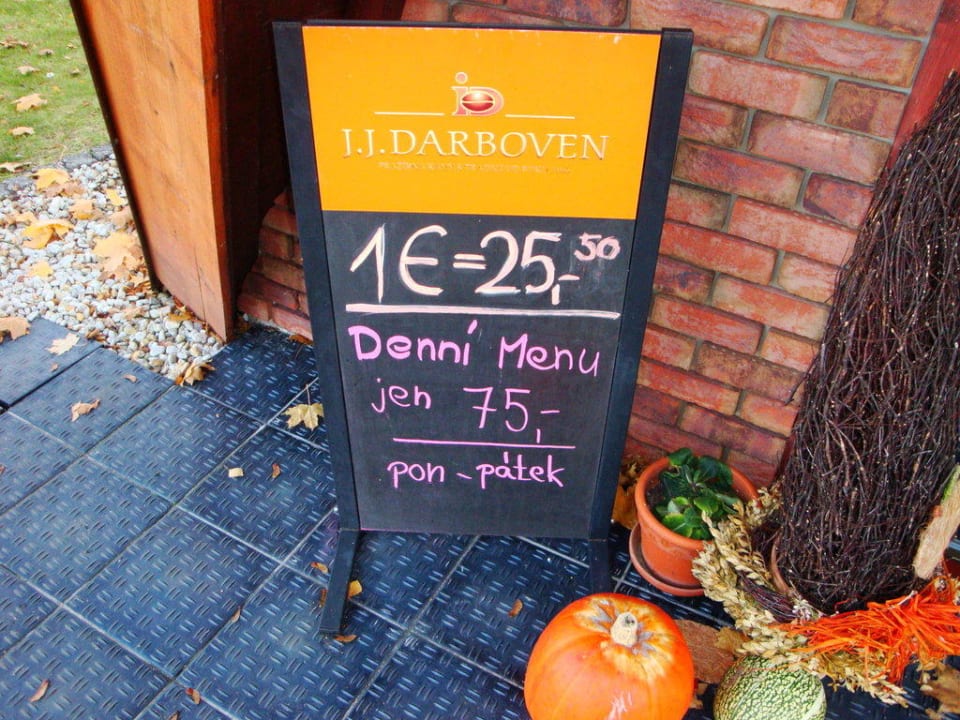 J.J.DARBOVEN
1€=25,-50
Denní Menu
jen 75,-
pon - pátek